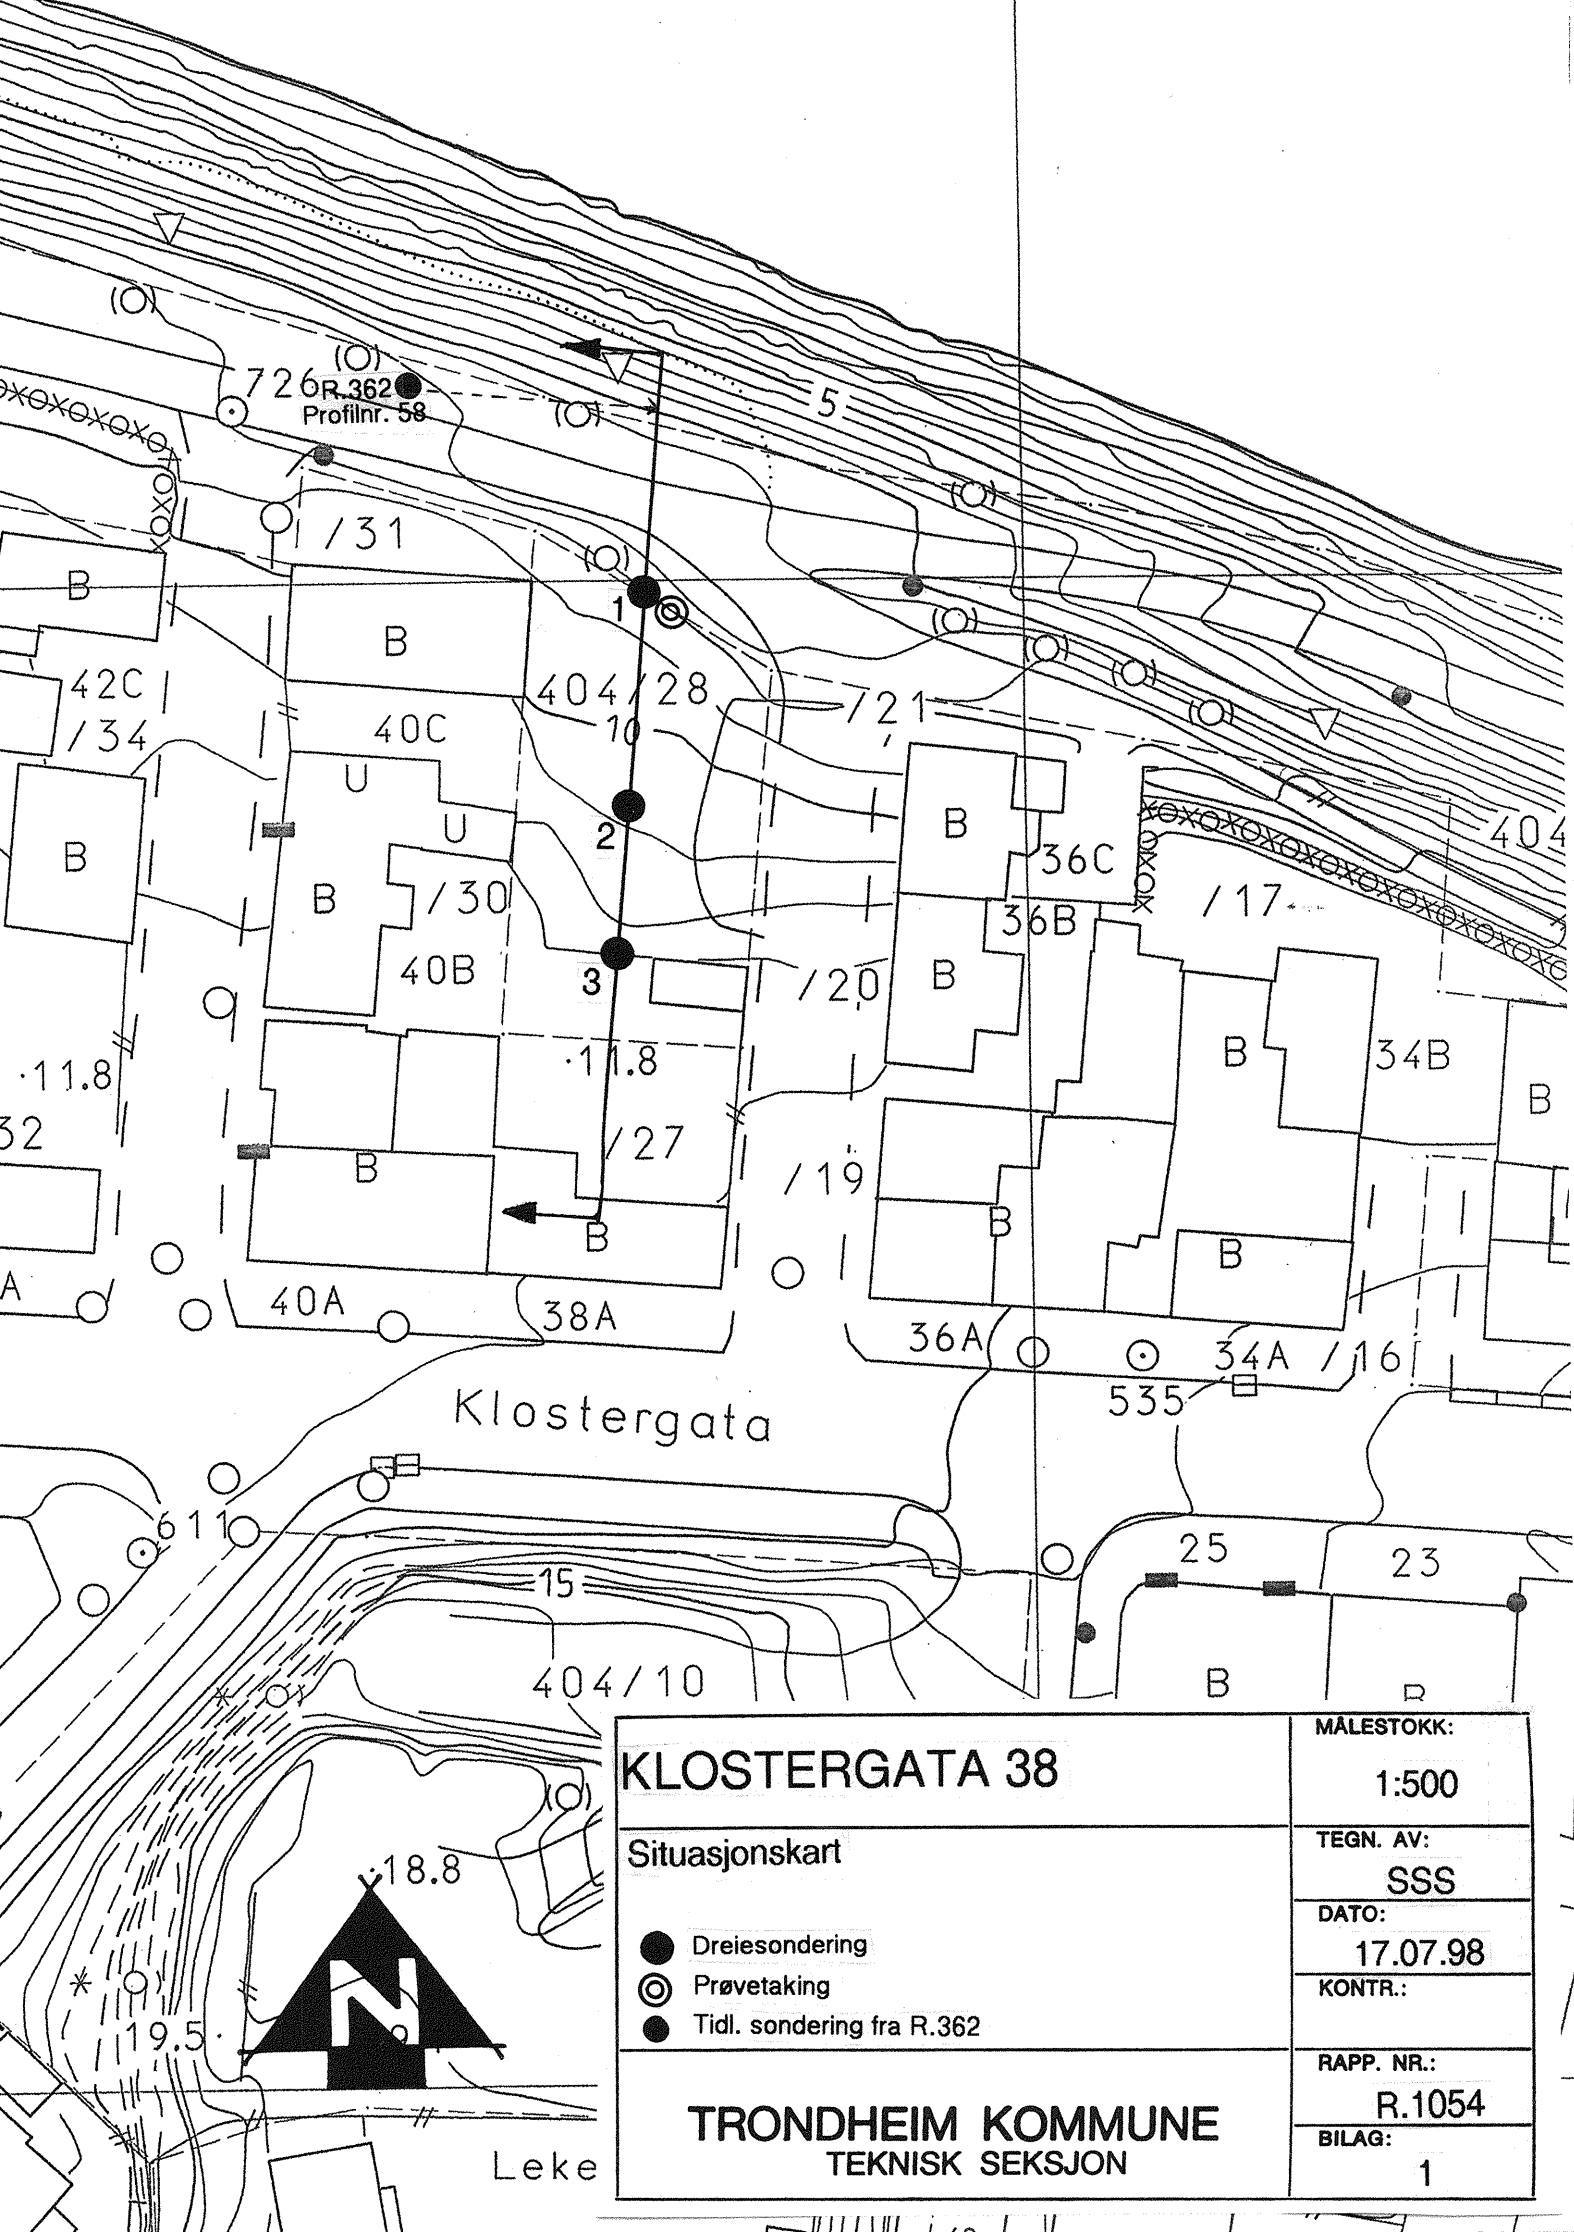 5
726
R.362
Profilnr. 58
/31
B
1
B
42C
/34
404/28
10
40C
/21
U
U
2
B
36C
404
B
B
/30
/17
36B
3
40B
/20
B
·11.8
·11.8
B
34B
B
32
/27
B
/19
B
B
B
A
40A
38A
36A
34A
/16
535
Klostergata
611
25
23
15
404/10
B
B
18.8
N
9
19.5
Leke
KLOSTERGATA 38
Situasjonskart
Dreiesondering
Prøvetaking
Tidl. sondering fra R.362
TRONDHEIM KOMMUNE
TEKNISK SEKSJON
MÅLESTOKK:
1:500
TEGN. AV:
SSS
DATO:
17.07.98
KONTR.:
RAPP. NR.:
R.1054
BILAG:
1